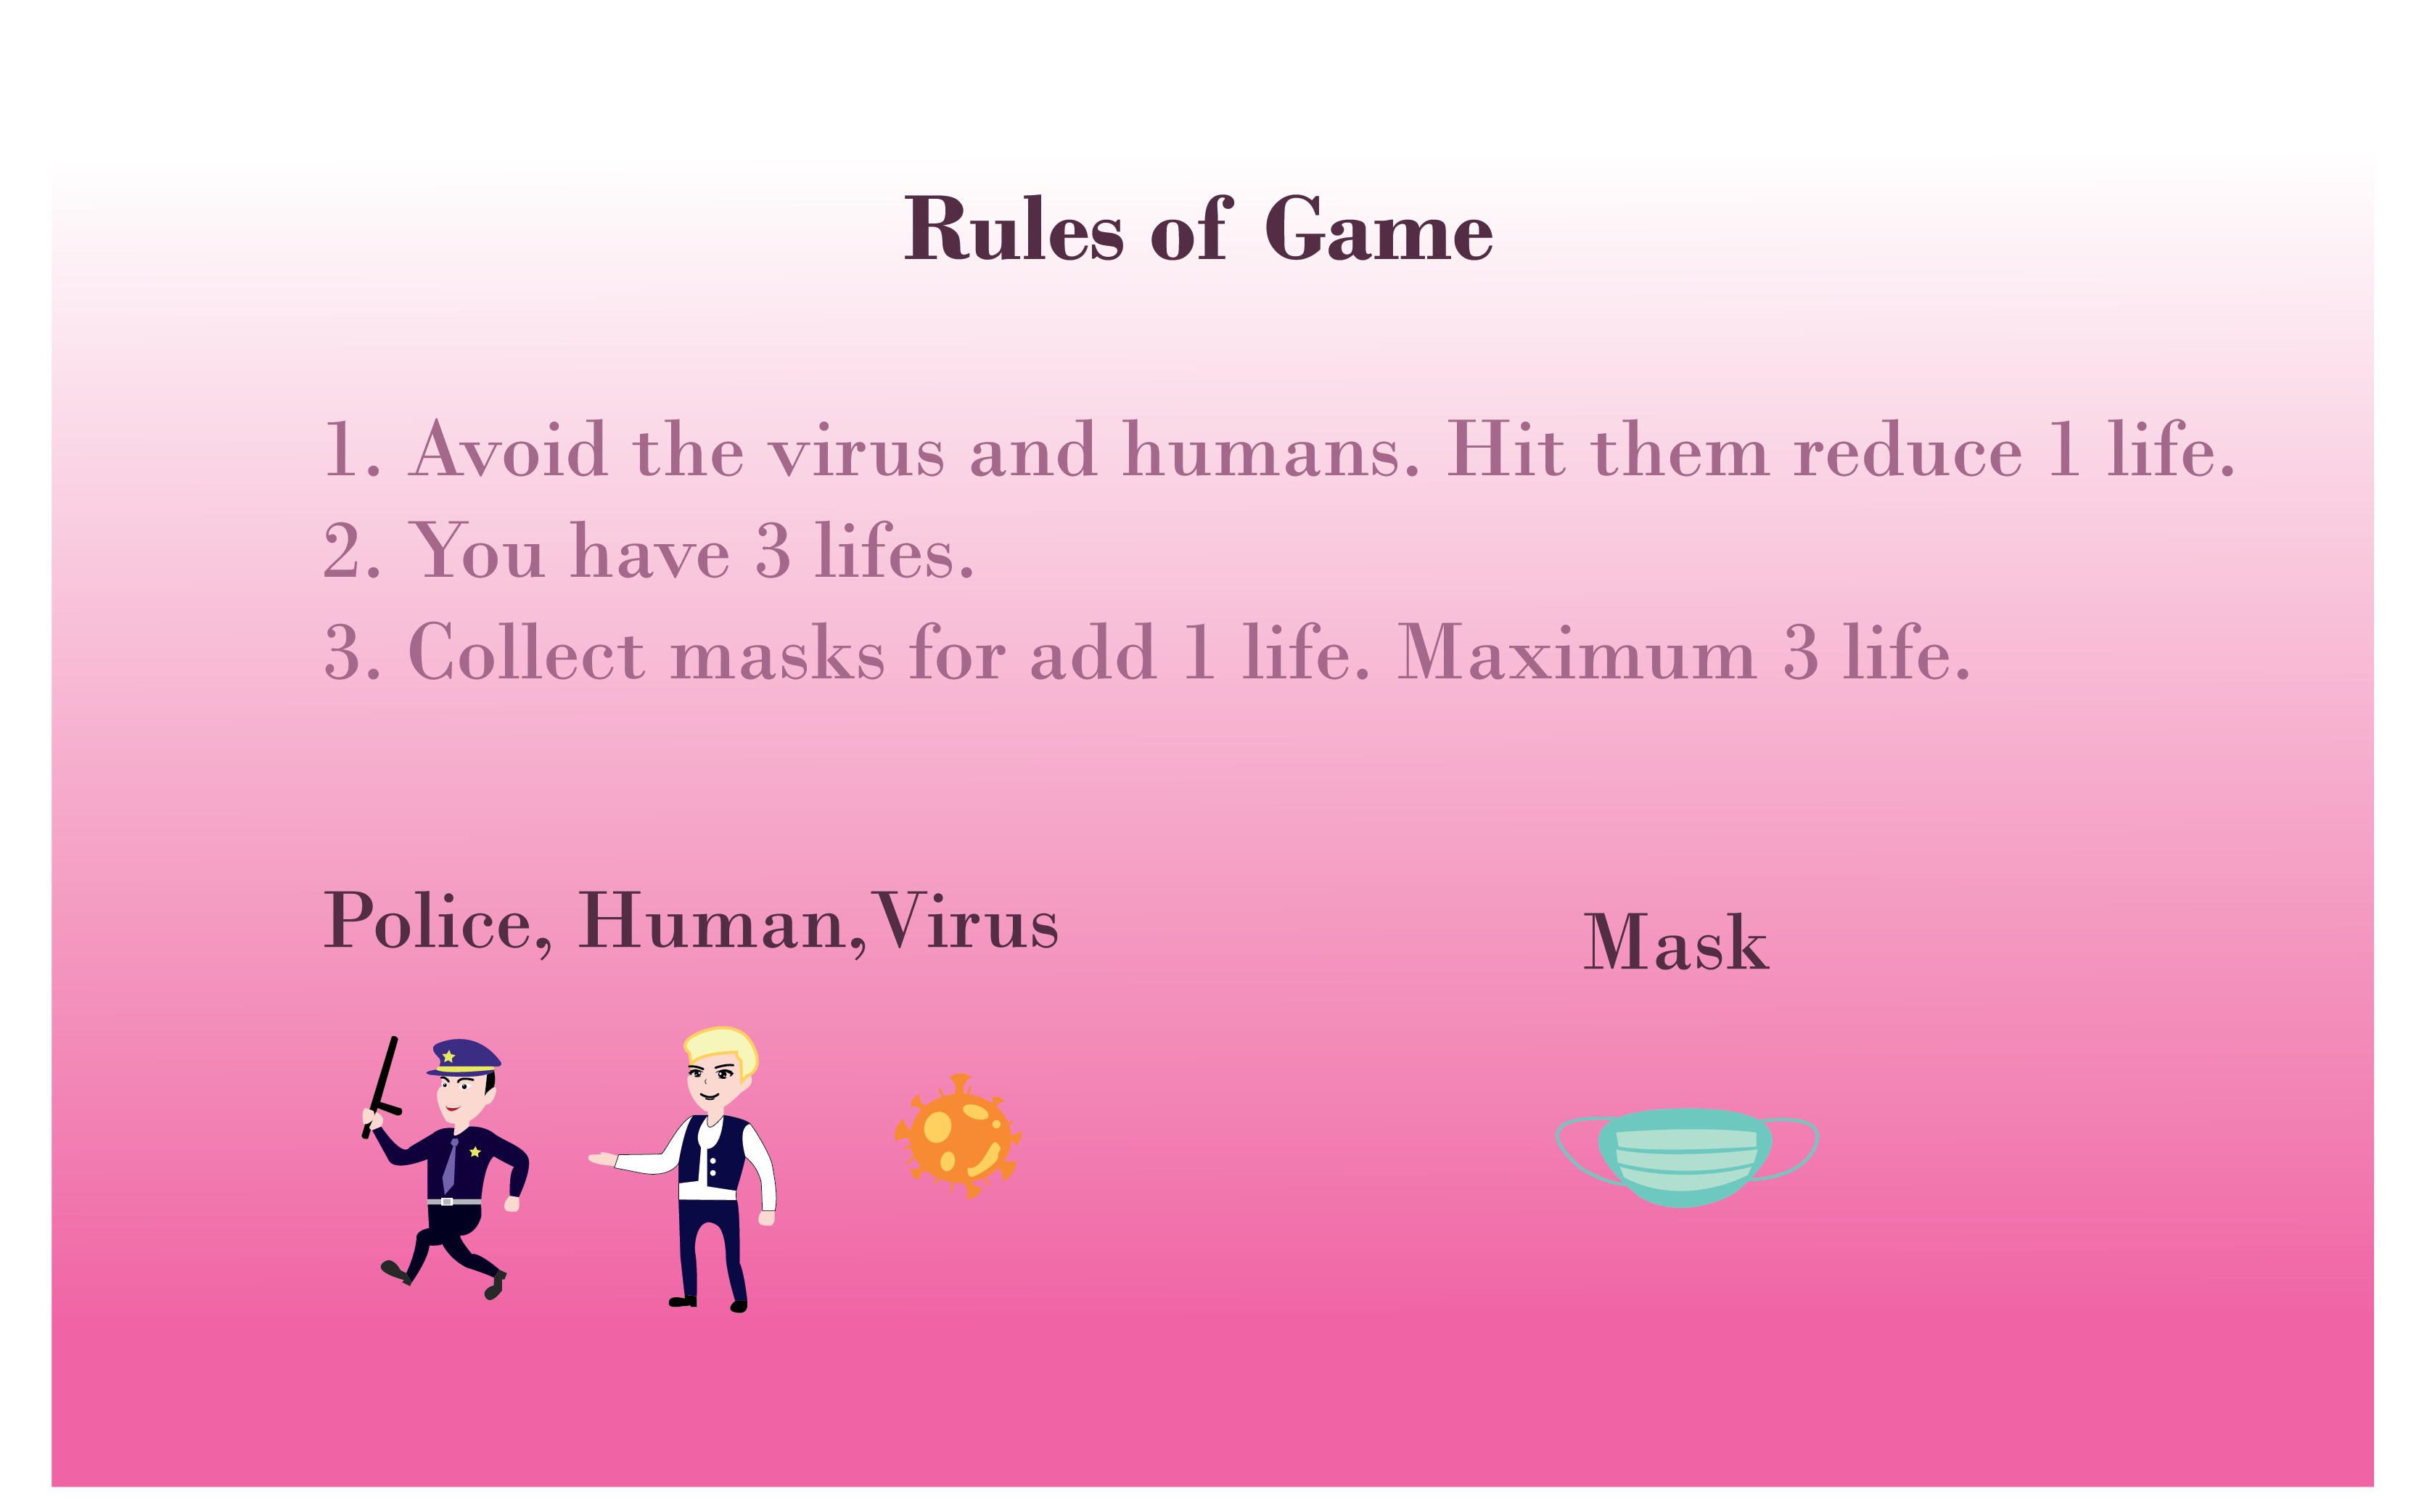 Rules of Game
1. Avoid the virus and humans. Hit them reduce 1 life.
2. You have 3 lifes.
3. Collect masks for add 1 life. Maximum 3 life.
Police, Human,Virus
Mask